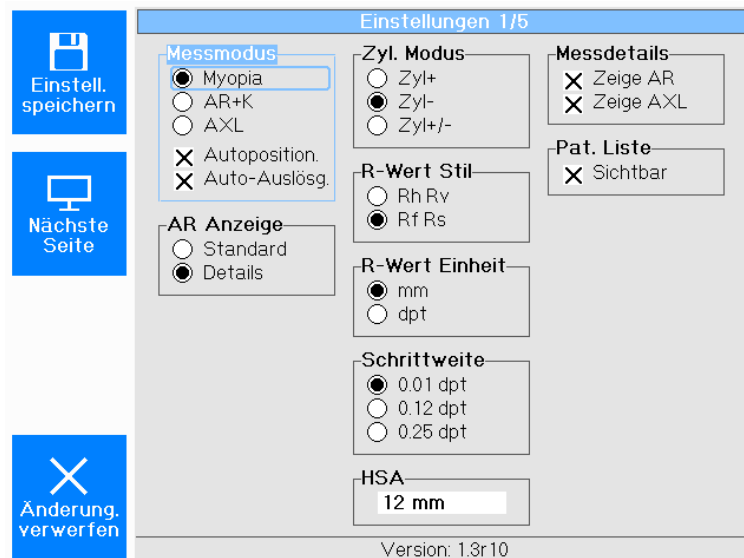 Einstellungen 1/5
Einstell.
speichern
Nächste
Seite
Änderung.
verwerfen
Messmodus
Myopia
AR+K
AXL
Autoposition.
Auto-Auslösg.
AR Anzeige
Standard
Details
Zyl. Modus
Zyl+
Zyl-
Zyl+/-
R-Wert Stil
Rh Rv
Rf Rs
R-Wert Einheit
mm
dpt
Schrittweite
0.01 dpt
0.12 dpt
0.25 dpt
HSA
12 mm
Messdetails
Zeige AR
Zeige AXL
Pat. Liste
Sichtbar
Version: 1.3r10